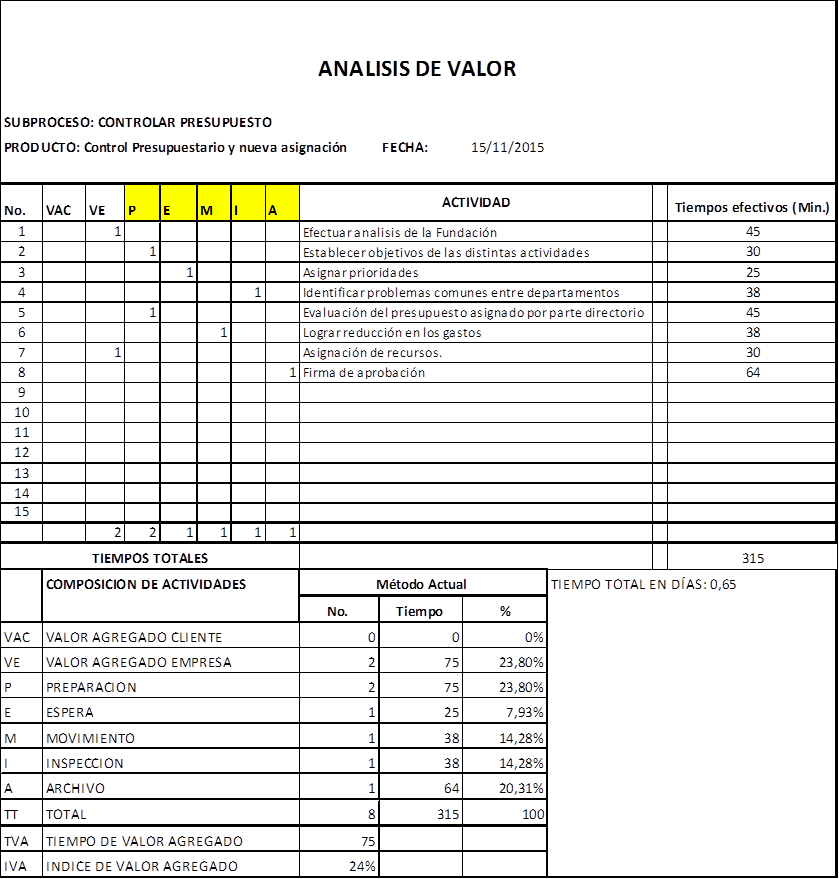 ANALISIS DE VALOR
SUBPROCESO: CONTROLAR PRESUPUESTO
PRODUCTO: Control Presupuestario y nueva asignación FECHA: 15/11/2015
No. VAC VE P E M I A ACTIVIDAD Tiempos efectivos (Min.)
1 1 Efectuar analisis de la Fundación 45
2 1 Establecer objetivos de las distintas actividades 30
3 1 Asignar prioridades 25
4 1 Identificar problemas comunes entre departamentos 38
5 1 Evaluación del presupuesto asignado por parte directorio 45
6 1 Lograr reducción en los gastos 38
7 1 Asignación de recursos. 30
8 1 Firma de aprobación 64
9
10
11
12
13
14
15
2 2 1 1 1 1
TIEMPOS TOTALES 315
COMPOSICION DE ACTIVIDADES Método Actual TIEMPO TOTAL EN DÍAS: 0,65
No. Tiempo %
VAC VALOR AGREGADO CLIENTE 0 0 0%
VE VALOR AGREGADO EMPRESA 2 75 23,80%
P PREPARACION 2 75 23,80%
E ESPERA 1 25 7,93%
M MOVIMIENTO 1 38 14,28%
I INSPECCION 1 38 14,28%
A ARCHIVO 1 64 20,31%
TT TOTAL 8 315 100
TVA TIEMPO DE VALOR AGREGADO 75
IVA INDICE DE VALOR AGREGADO 24%